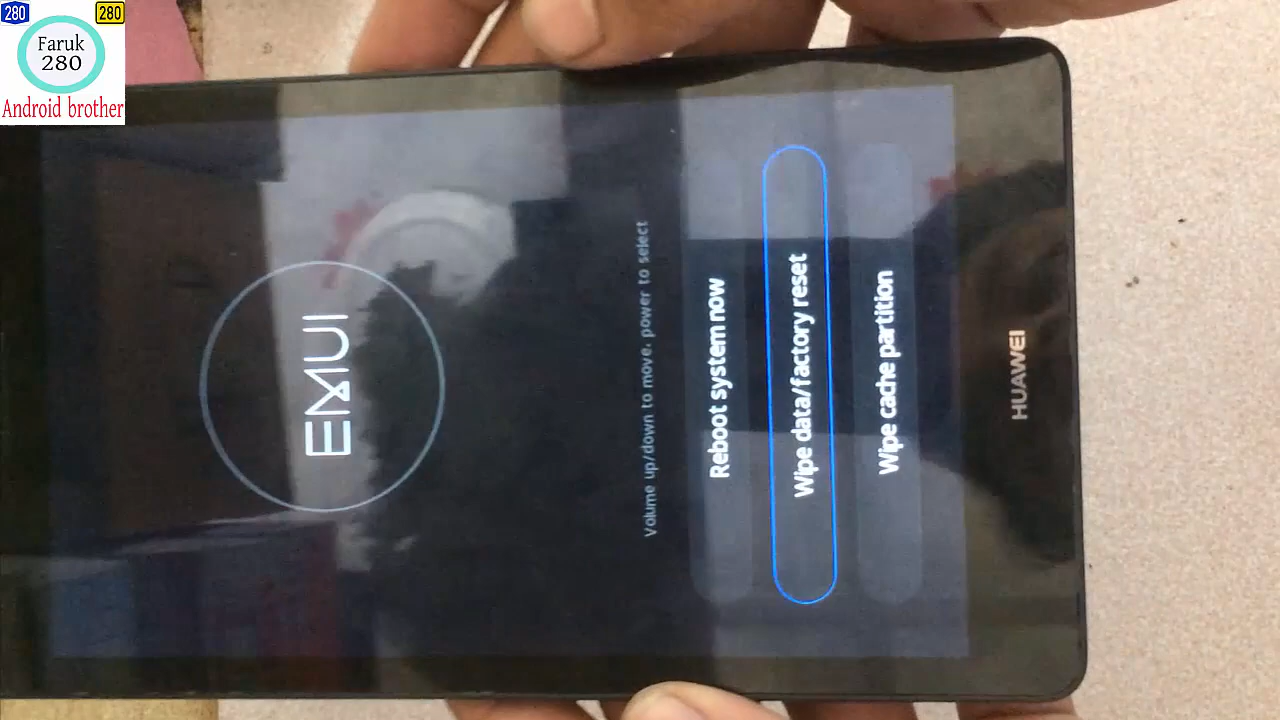 280
280
Faruk
280
Android brother
EMUI
Volume up/down to move, power to select
Reboot system now
Wipe data/factory reset
Wipe cache partition
HUAWEI